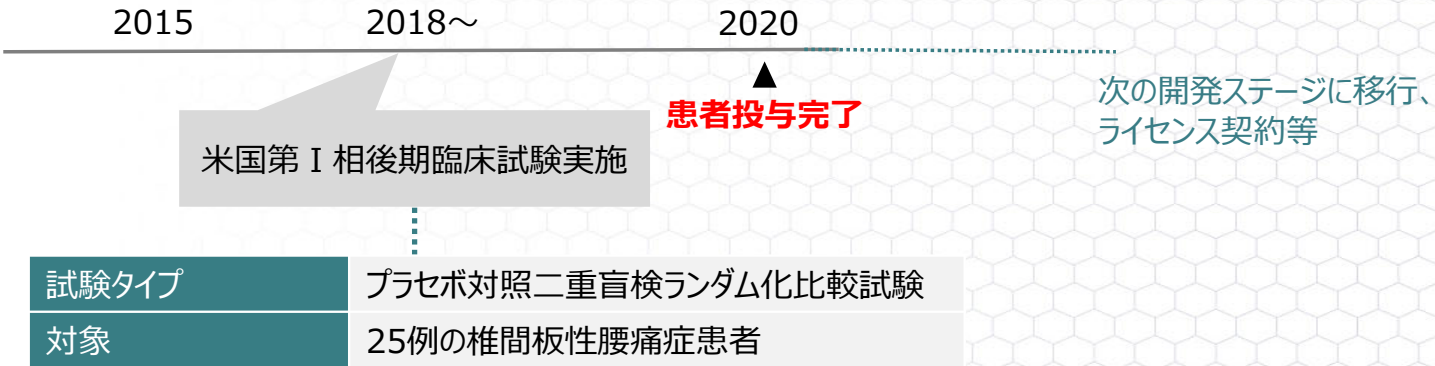 2015 2018～ 2020
▲
患者投与完了
次の開発ステージに移行、
ライセンス契約等
米国第Ⅰ相後期臨床試験実施
試験タイプ プラセボ対照二重盲検ランダム化比較試験
対象 25例の椎間板性腰痛症患者